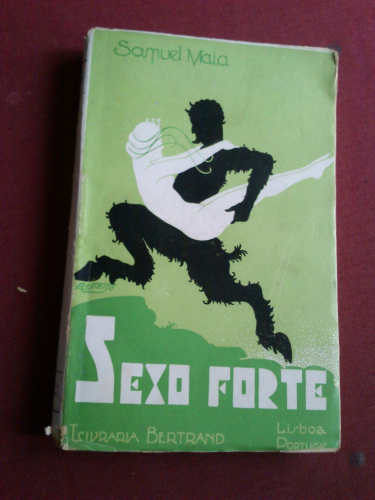 Samuel Maia
SEXO FORTE
LIVRARIA BERTRAND
Lisboa
PORTUGAL